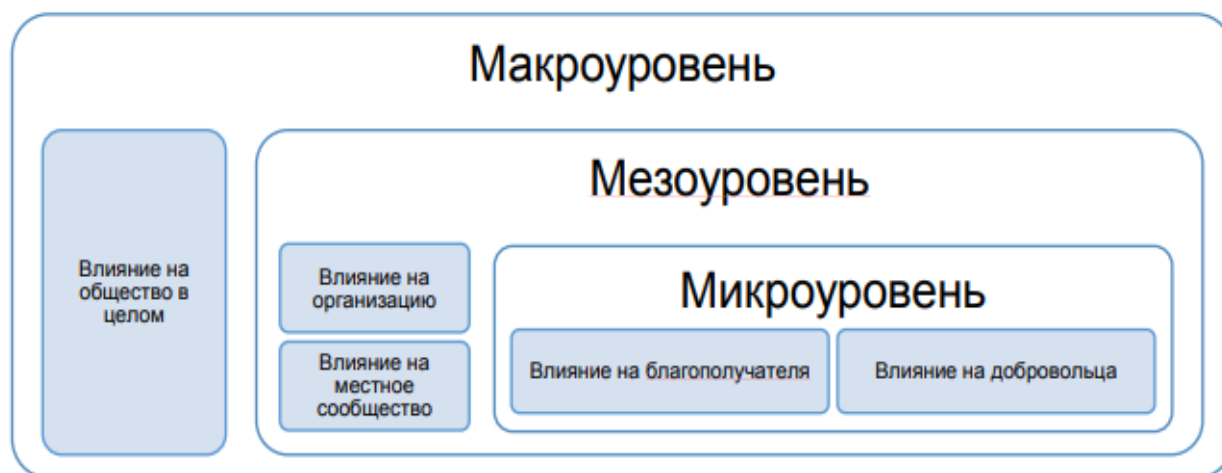 Макроуровень
Влияние на
общество в
целом
Мезоуровень
Влияние на
организацию
Влияние на
местное
сообщество
Микроуровень
Влияние на благополучателя
Влияние на добровольца